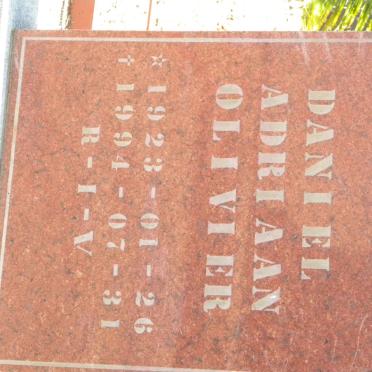 DANIEL
ADRIAAN
OLIVIER
☆ 1923-01-26
✝ 1994-07-31
R-I-V